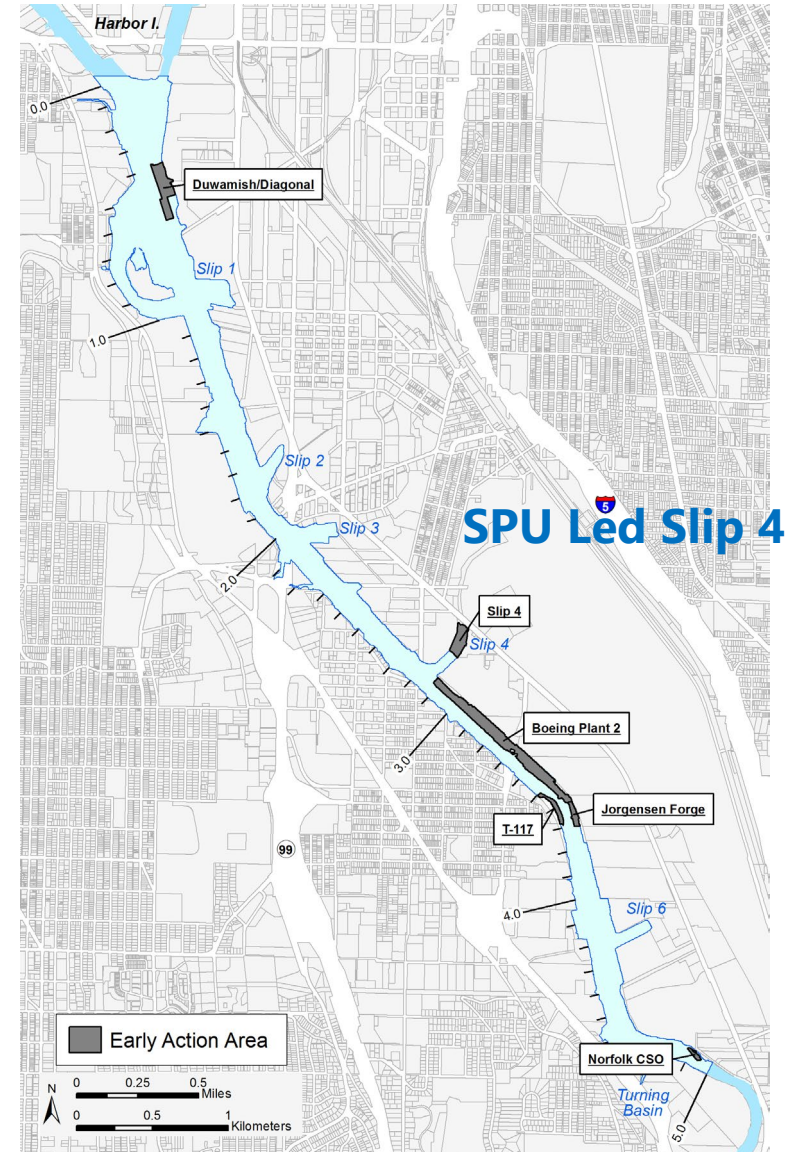 Harbor I.
0.0
Duwamish/Diagonal
Slip 1
1.0
Slip 2
5
SPU Led Slip 4
Slip 3
2.0
Slip 4
Slip 4
Boeing Plant 2
3.0
Jorgensen Forge
T-117
99
Slip 6
4.0
Early Action Area
Norfolk CSO
N
0 0.25 0.5
Miles
Turning
Basin
0 0.5 1
Kilometers
5.0